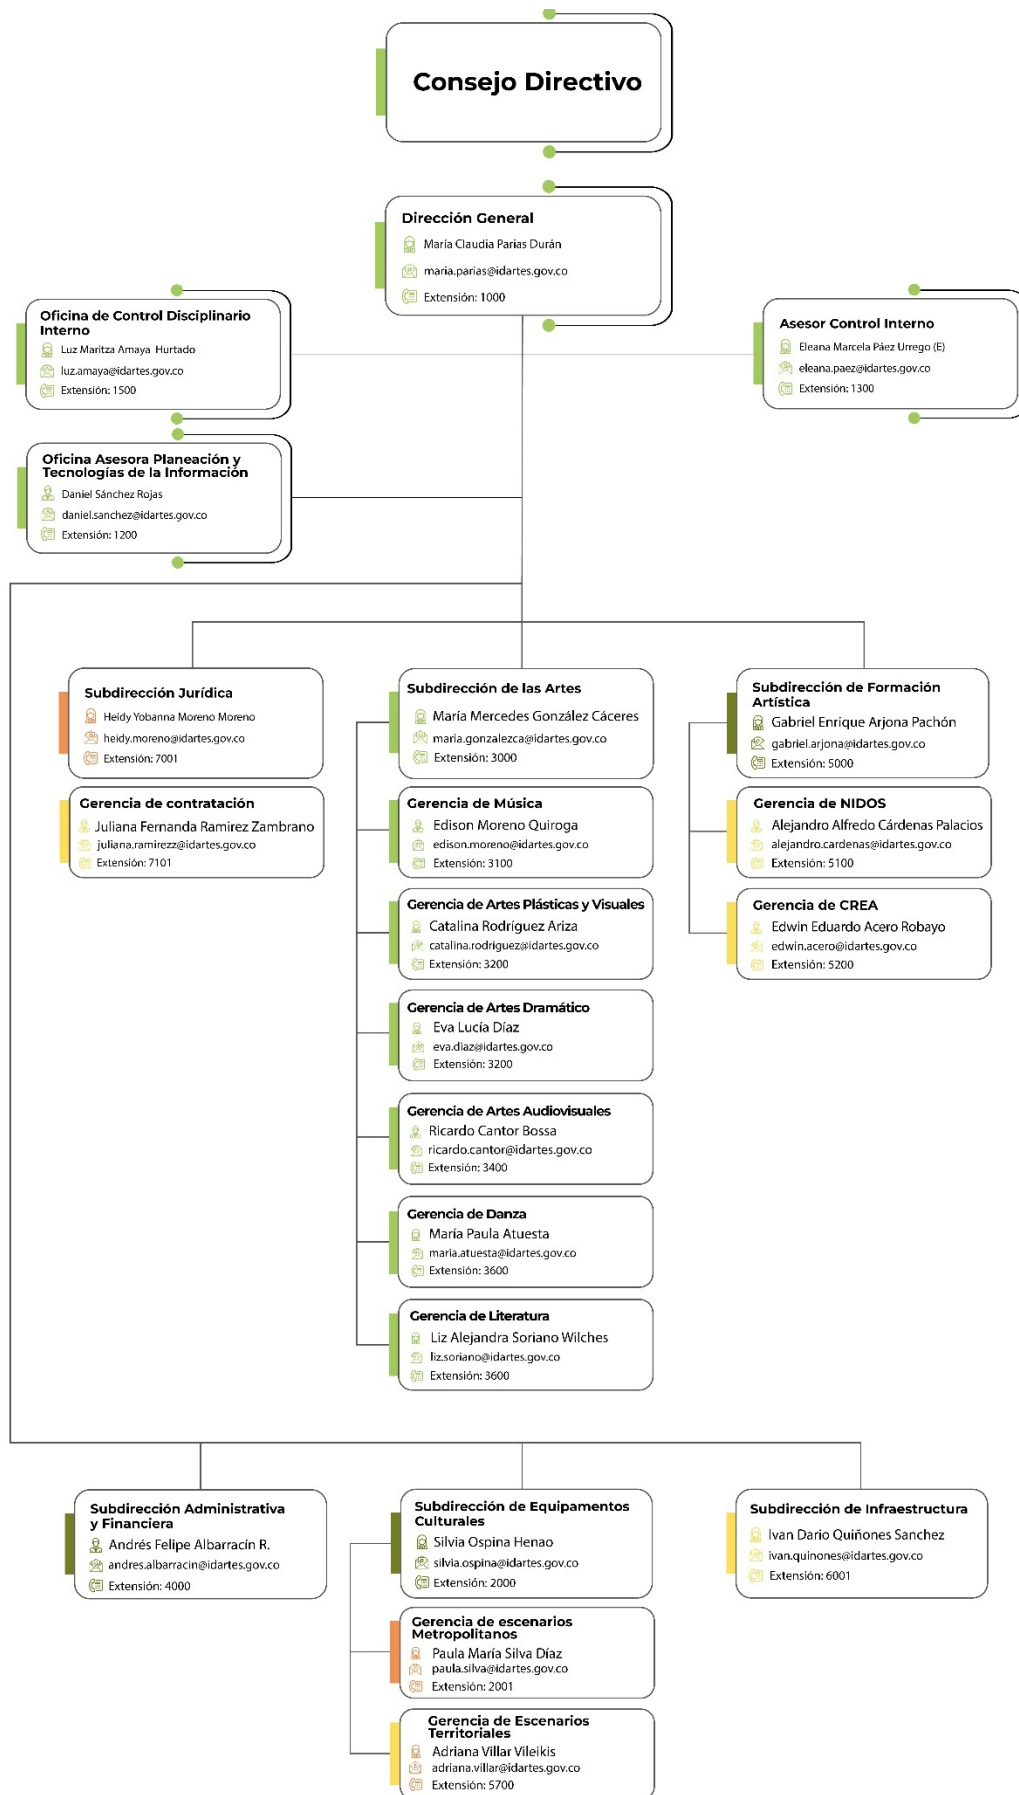 Consejo Directivo
Dirección General
María Claudia Parias Durán
maria.parias@idartes.gov.co
Extensión: 1000
Oficina de Control Disciplinario
Interno
Luz Maritza Amaya Hurtado
luz.amaya@idartes.gov.co
Extensión: 1500
Asesor Control Interno
Eleana Marcela Páez Urrego (E)
eleana.paez@idartes.gov.co
Extensión: 1300
Oficina Asesora Planeación y
Tecnologías de la Información
Daniel Sánchez Rojas
daniel.sanchez@idartes.gov.co
Extensión: 1200
Subdirección Jurídica
Heidy Yobanna Moreno Moreno
heidy.moreno@idartes.gov.co
Extensión: 7001
Gerencia de contratación
Juliana Fernanda Ramirez Zambrano
juliana.ramirezz@idartes.gov.co
Extensión: 7101
Subdirección de las Artes
María Mercedes González Cáceres
maria.gonzalezca@idartes.gov.co
Extensión: 3000
Gerencia de Música
Edison Moreno Quiroga
edison.moreno@idartes.gov.co
Extensión: 3100
Gerencia de Artes Plásticas y Visuales
Catalina Rodríguez Ariza
catalina.rodriguez@idartes.gov.co
Extensión: 3200
Gerencia de Artes Dramático
Eva Lucía Díaz
eva.diaz@idartes.gov.co
Extensión: 3200
Gerencia de Artes Audiovisuales
Ricardo Cantor Bossa
ricardo.cantor@idartes.gov.co
Extensión: 3400
Gerencia de Danza
María Paula Atuesta
maria.atuesta@idartes.gov.co
Extensión: 3600
Gerencia de Literatura
Liz Alejandra Soriano Wilches
liz.soriano@idartes.gov.co
Extensión: 3600
Subdirección de Formación
Artística
Gabriel Enrique Arjona Pachón
gabriel.arjona@idartes.gov.co
Extensión: 5000
Gerencia de NIDOS
Alejandro Alfredo Cárdenas Palacios
alejandro.cardenas@idartes.gov.co
Extensión: 5100
Gerencia de CREA
Edwin Eduardo Acero Robayo
edwin.acero@idartes.gov.co
Extensión: 5200
Subdirección Administrativa
y Financiera
Andrés Felipe Albarracín R.
andres.albarracin@idartes.gov.co
Extensión: 4000
Subdirección de Equipamentos
Culturales
Silvia Ospina Henao
silvia.ospina@idartes.gov.co
Extensión: 2000
Gerencia de escenarios
Metropolitanos
Paula María Silva Díaz
paula.silva@idartes.gov.co
Extensión: 2001
Gerencia de Escenarios
Territoriales
Adriana Villar Vileikis
adriana.villar@idartes.gov.co
Extensión: 5700
Subdirección de Infraestructura
Ivan Dario Quiñones Sanchez
ivan.quinones@idartes.gov.co
Extensión: 6001